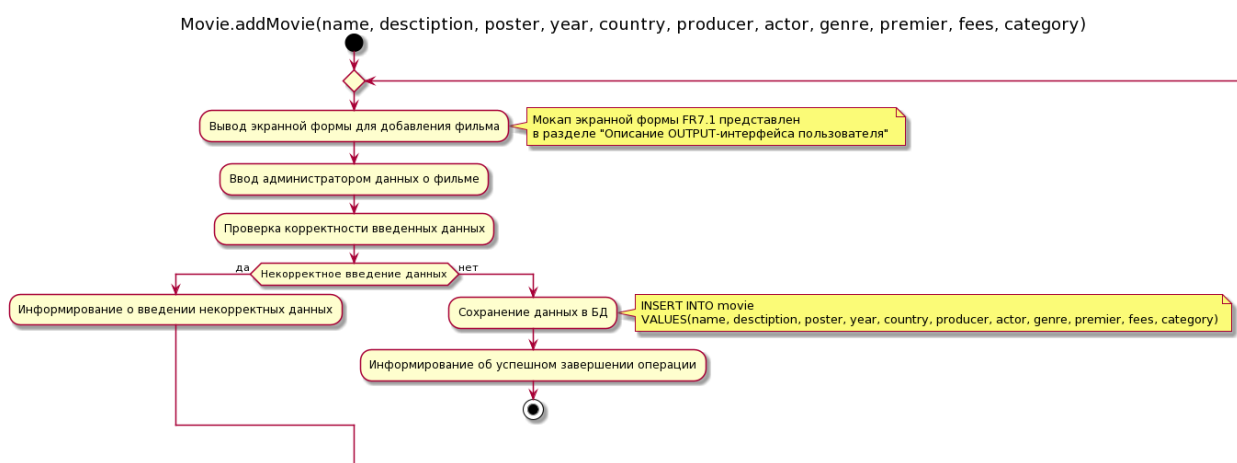 Movie.addMovie(name, desctiption, poster, year, country, producer, actor, genre, premier, fees, category)
Вывод экранной формы для добавления фильма
Мокап экранной формы FR7.1 представлен
в разделе "Описание OUTPUT-интерфейса пользователя"
Ввод администратором данных о фильме
Проверка корректности введенных данных
да
Некорректное введение данных
нет
Информирование о введении некорректных данных
Сохранение данных в БД
INSERT INTO movie
VALUES(name, desctiption, poster, year, country, producer, actor, genre, premier, fees, category)
Информирование об успешном завершении операции